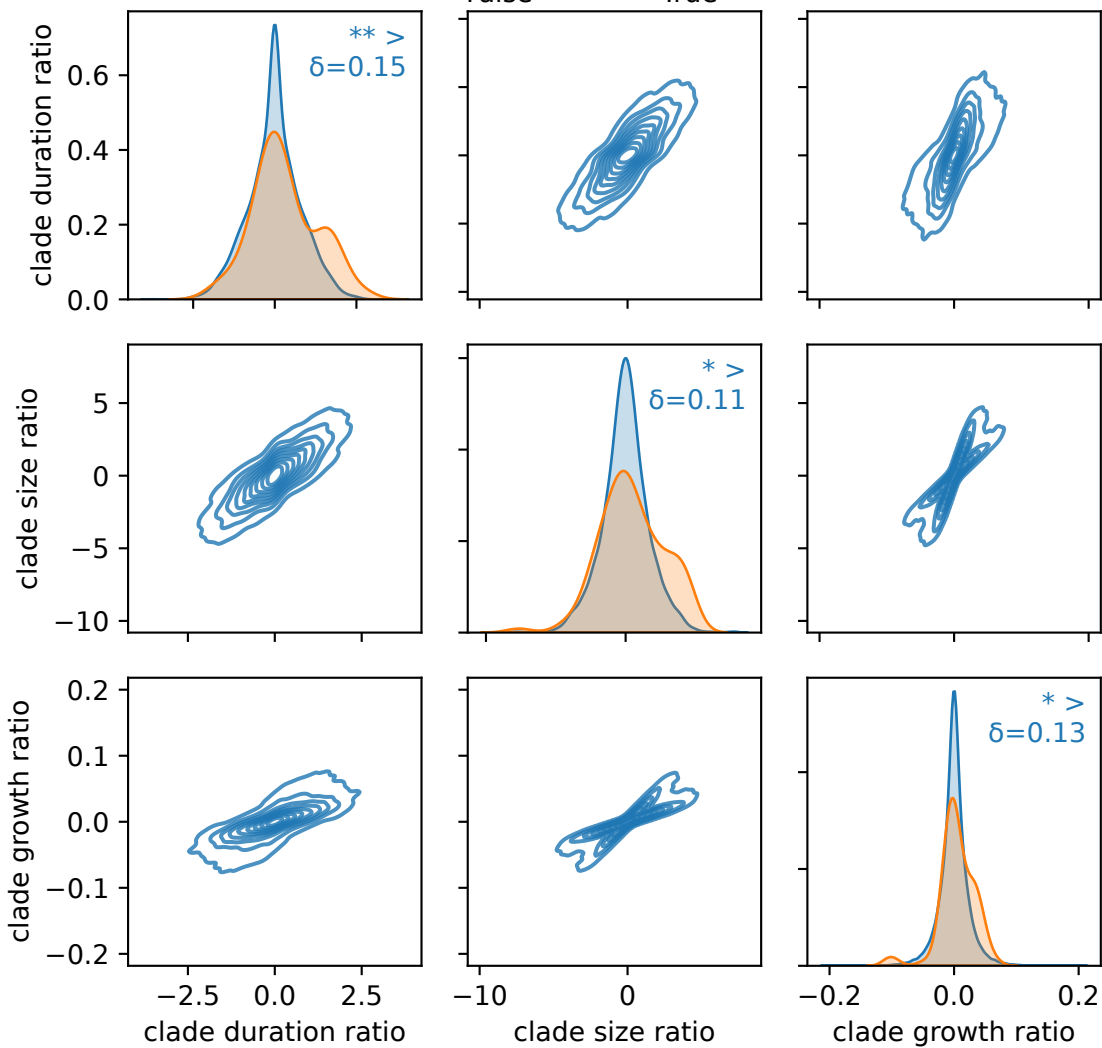 False True
clade duration ratio
0.6
0.4
0.2
0.0
** >
δ=0.15
clade size ratio
5
0
−5
−10
* >
δ=0.11
clade growth ratio
0.2
0.1
0.0
−0.1
−0.2
* >
δ=0.13
−2.5 0.0 2.5
−10 0
−0.2 0.0 0.2
clade duration ratio
clade size ratio
clade growth ratio